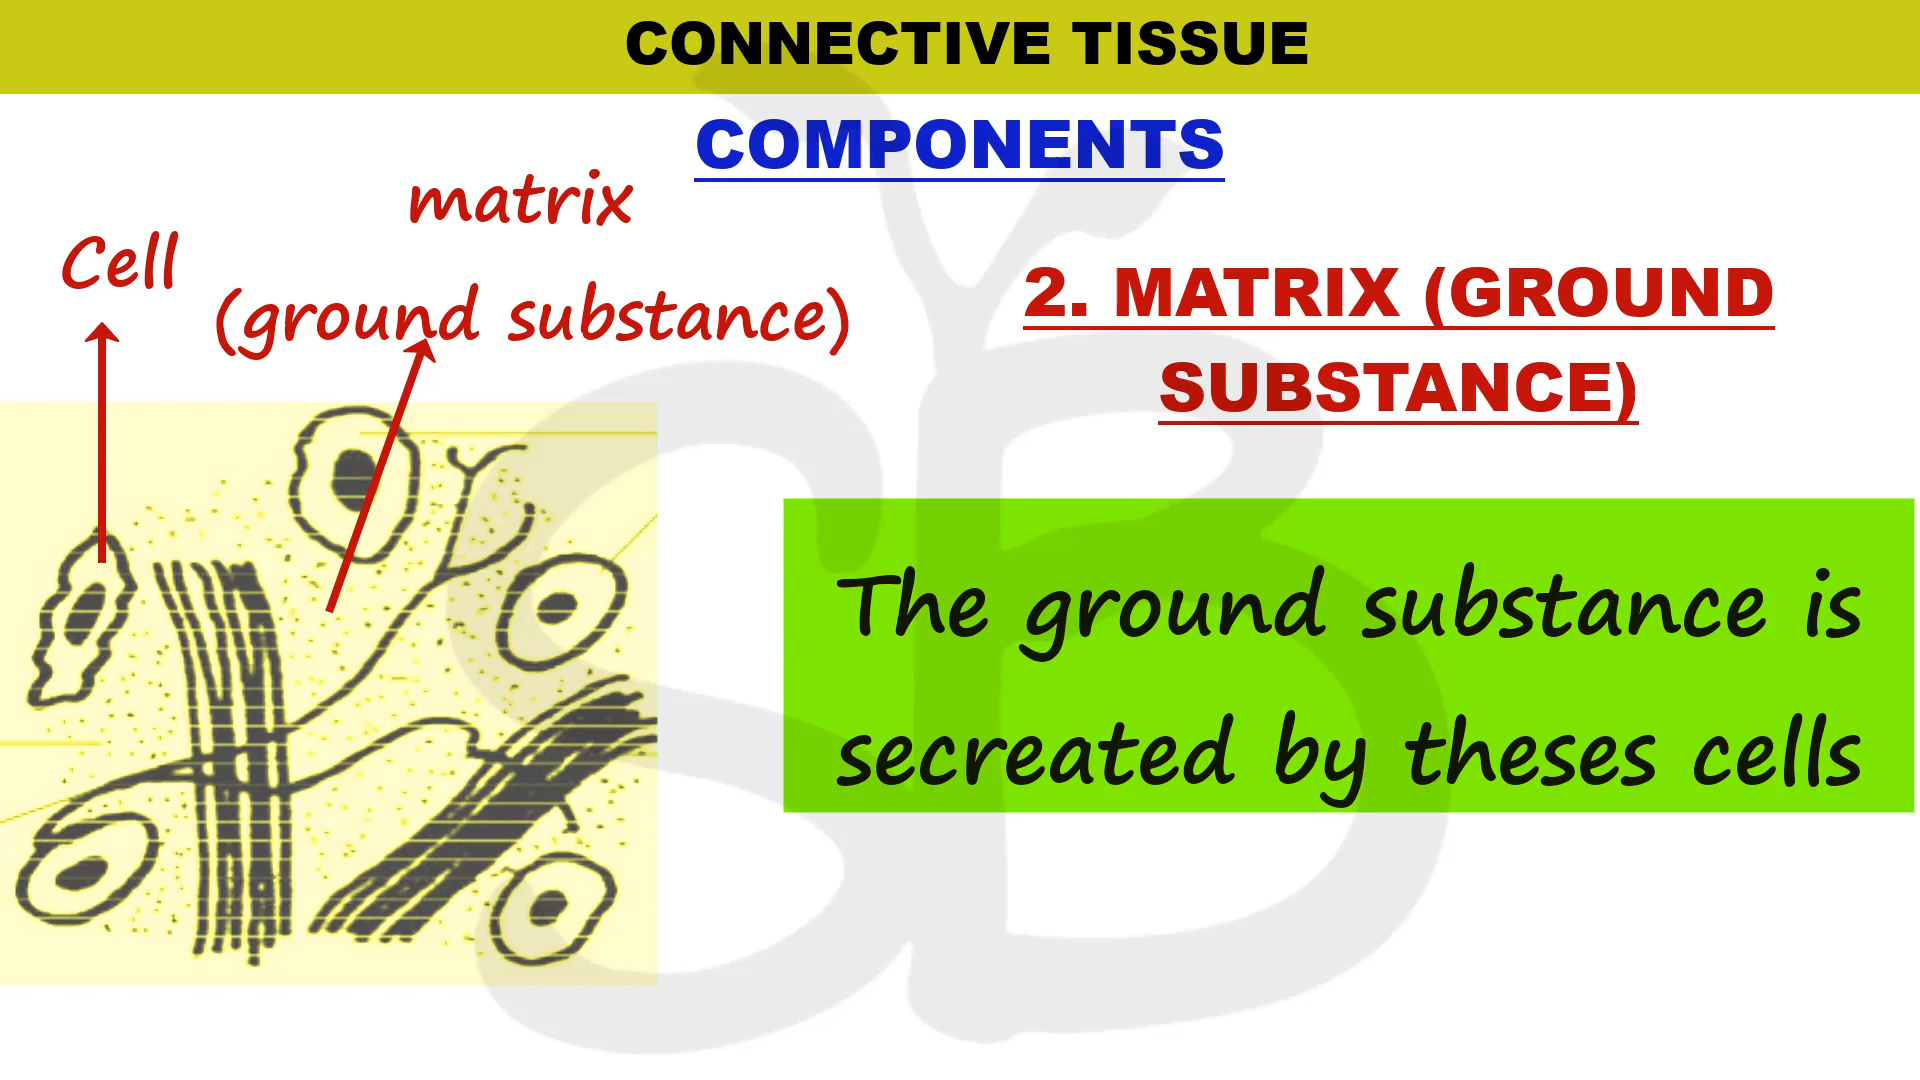 CONNECTIVE TISSUE
COMPONENTS
matrix
Cell
(ground substance)
2. MATRIX (GROUND
SUBSTANCE)
The ground substance is
secreated by theses cells